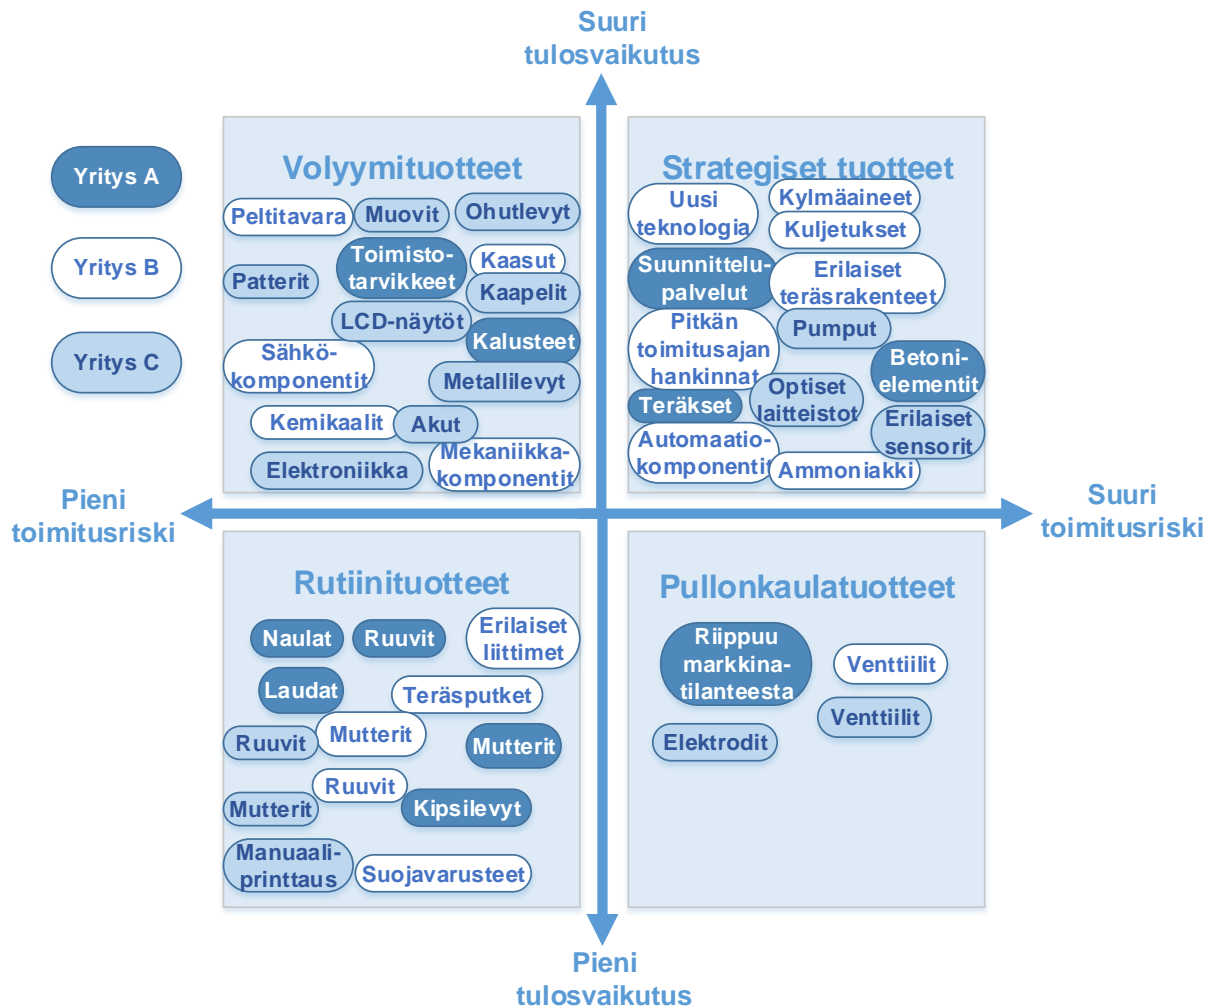 Suuri
tulosvaikutus
Yritys A
Yritys B
Yritys C
Volyymituotteet
Peltitavara
Muovit
Ohutlevyt
Toimisto-
tarvikkeet
Kaasut
Patterit
Kaapelit
LCD-näytöt
Kalusteet
Sähkö-
komponentit
Metallilevyt
Kemikaalit
Akut
Elektroniikka
Mekaniikka-
komponentit
Strategiset tuotteet
Uusi
teknologia
Kylmäaineet
Kuljetukset
Suunnittelu-
palvelut
Erilaiset
teräsrakenteet
Pitkän
toimitusajan
hankinnat
Pumput
Betoni-
elementit
Teräkset
Optiset
laitteistot
Erilaiset
sensorit
Automaatio-
komponentit
Ammoniakki
Pieni
toimitusriski
Suuri
toimitusriski
Rutiinituotteet
Naulat
Ruuvit
Erilaiset
liittimet
Laudat
Teräsputket
Ruuvit
Mutterit
Mutterit
Ruuvit
Mutterit
Kipsilevyt
Manuaali-
printtaus
Suojavarusteet
Pullonkaulatuotteet
Riippuu
markkina-
tilanteesta
Venttiilit
Venttiilit
Elektrodit
Pieni
tulosvaikutus